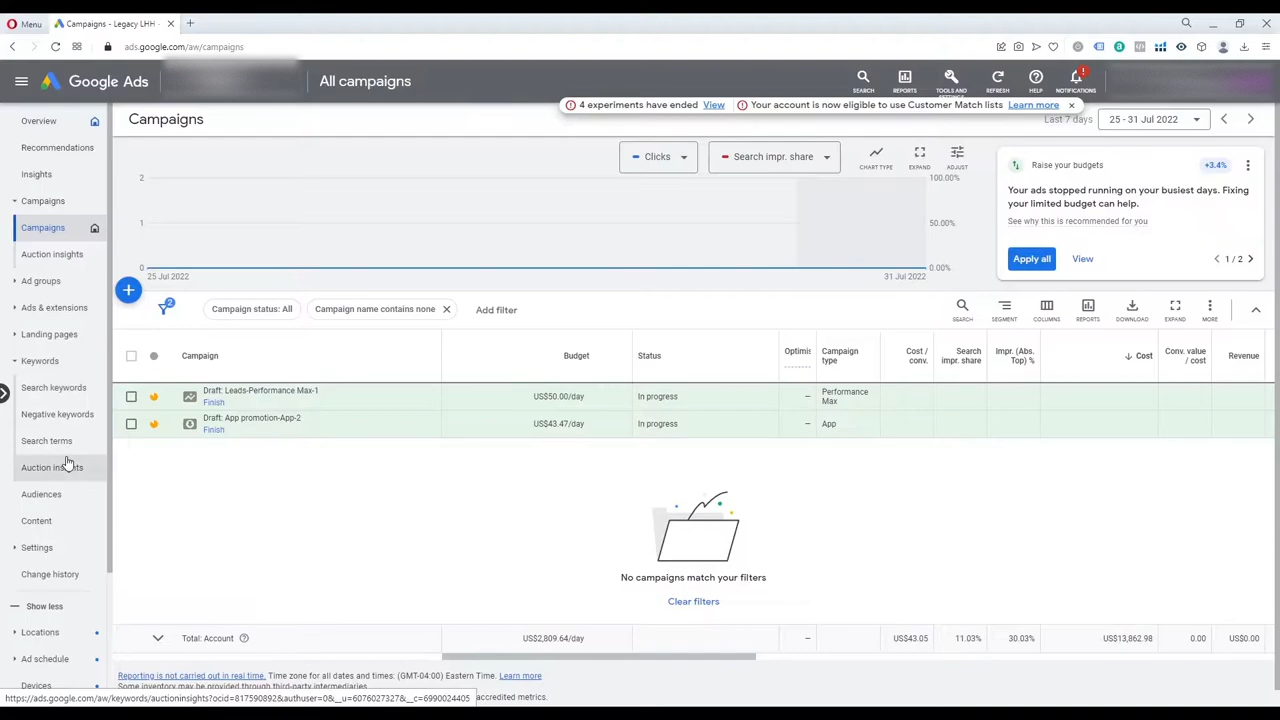 Menu
Campaigns - Legacy LHH -
ads.google.com/aw/campaigns
Google Ads
All campaigns
SEARCH
REPORTS
TOOLS AND
REFRESH
HELP
NOTIFICATIONS
4 experiments have ended View
Your account is now eligible to use Customer Match lists Learn more
Overview
Recommendations
Insights
Campaigns
Campaigns
Auction insights
Ad groups
Ads & extensions
Landing pages
Keywords
Search keywords
Negative keywords
Search terms
Auction insights
Audiences
Content
Settings
Change history
Show less
Locations
Ad schedule
Devices
Campaigns
Last 7 days
25 - 31 Jul 2022
Clicks
Search impr. share
CHART TYPE
EXPAND
ADJUST
2
1
0
100.00%
50.00%
0.00%
25 Jul 2022
31 Jul 2022
Raise your budgets
+3.4%
Your ads stopped running on your busiest days. Fixing
your limited budget can help.
See why this is recommended for you
Apply all
View
1 / 2
2
Campaign status: All
Campaign name contains none
Add filter
SEARCH
SEGMENT
COLUMNS
REPORTS
DOWNLOAD
EXPAND
MORE
Campaign
Budget
Status
Optimis
Campaign
type
Cost /
conv.
Search
impr. share
Impr. (Abs.
Top) %
Cost
Conv. value
/ cost
Revenue
Draft: Leads-Performance Max-1
Finish
US$50.00/day
In progress
–
Performance
Max
Draft: App promotion-App-2
Finish
US$43.47/day
In progress
–
App
No campaigns match your filters
Clear filters
Total: Account
US$2,809.64/day
–
US$43.05
11.03%
30.03%
US$13,862.98
0.00
US$0.00
Reporting is not carried out in real time. Time zone for all dates and times: (GMT-04:00) Eastern Time. Learn more
Some inventory may be provided through third-party intermediaries.
accredited metrics.
https://ads.google.com/aw/keywords/auctioninsights?ocid=817590892&authuser=0&__u=6076027327&__c=6990024405